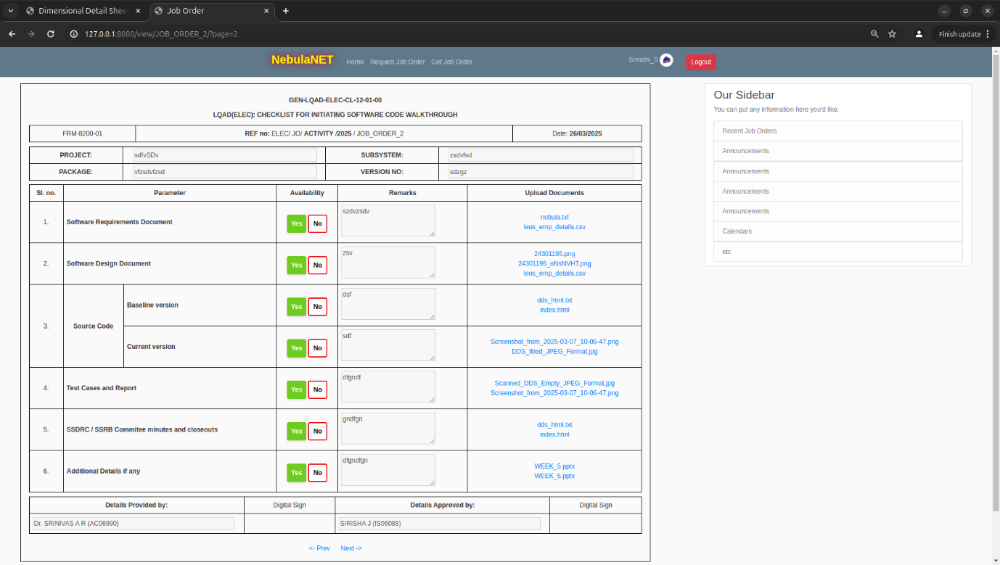 Dimensional Detail Shee
Job Order
127.0.0.1:8000/view/JOB_ORDER_2/?page=2
Finish update
NebulaNET
Home
Request Job Order
Get Job Order
Srinidhi_S
Logout
GEN-LQAD-ELEC-CL-12-01-00
LQAD(ELEC): CHECKLIST FOR INITIATING SOFTWARE CODE WALKTHROUGH
FRM-8200-01 REF no: ELEC/ JO/ ACTIVITY /2025 / JOB_ORDER_2 Date: 26/03/2025
PROJECT: sdfvSDv SUBSYSTEM: zsdvfsd
PACKAGE: vfzsdvfzsd VERSION NO: sdzgz
Sl. no. Parameter Availability Remarks Upload Documents
1. Software Requirements Document Yes No szdvzsdv
nebula.txt
leos_emp_details.csv
2. Software Design Document Yes No zsv
24301195.png
24301195_oNsNVHT.png
leos_emp_details.csv
3. Source Code
Baseline version Yes No dsf
dds_html.txt
index.html
Current version Yes No sdf
Screenshot_from_2025-03-07_10-06-47.png
DDS_filled_JPEG_Format.jpg
4. Test Cases and Report Yes No dfgndf
Scanned_DDS_Empty_JPEG_Format.jpg
Screenshot_from_2025-03-07_10-06-47.png
5. SSDRC / SSRB Commitee minutes and closeouts Yes No gndfgn
dds_html.txt
index.html
6. Additional Details if any Yes No dfgndfgn
WEEK_5.pptx
WEEK_6.pptx
Details Provided by: Digital Sign Details Approved by: Digital Sign
Dr. SRINIVAS A R (AC06990) SIRISHA J (IS06088)
<- Prev Next ->
Our Sidebar
You can put any information here you'd like.
Recent Job Orders
Announcements
Announcements
Announcements
Announcements
Calendars
etc